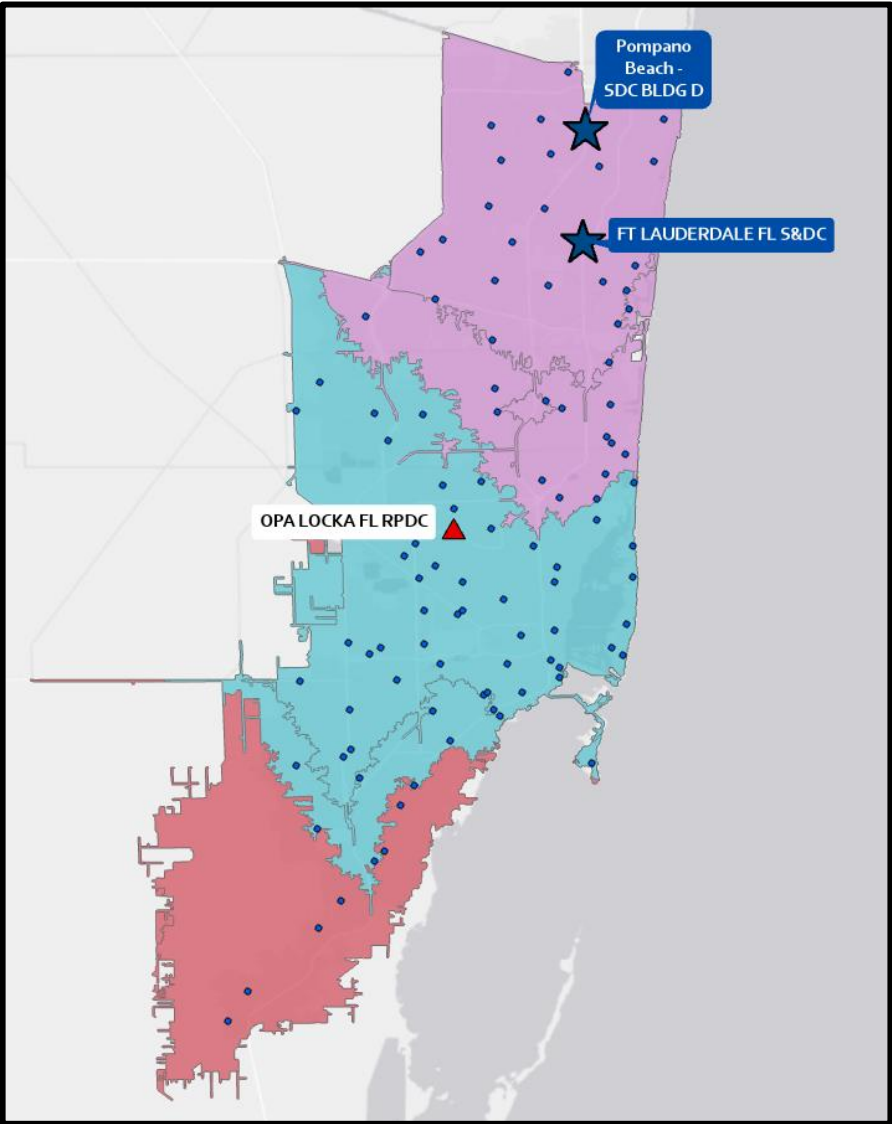 Pompano
Beach -
SDC BLDG D
FT LAUDERDALE FL S&DC
OPA LOCKA FL RPDC